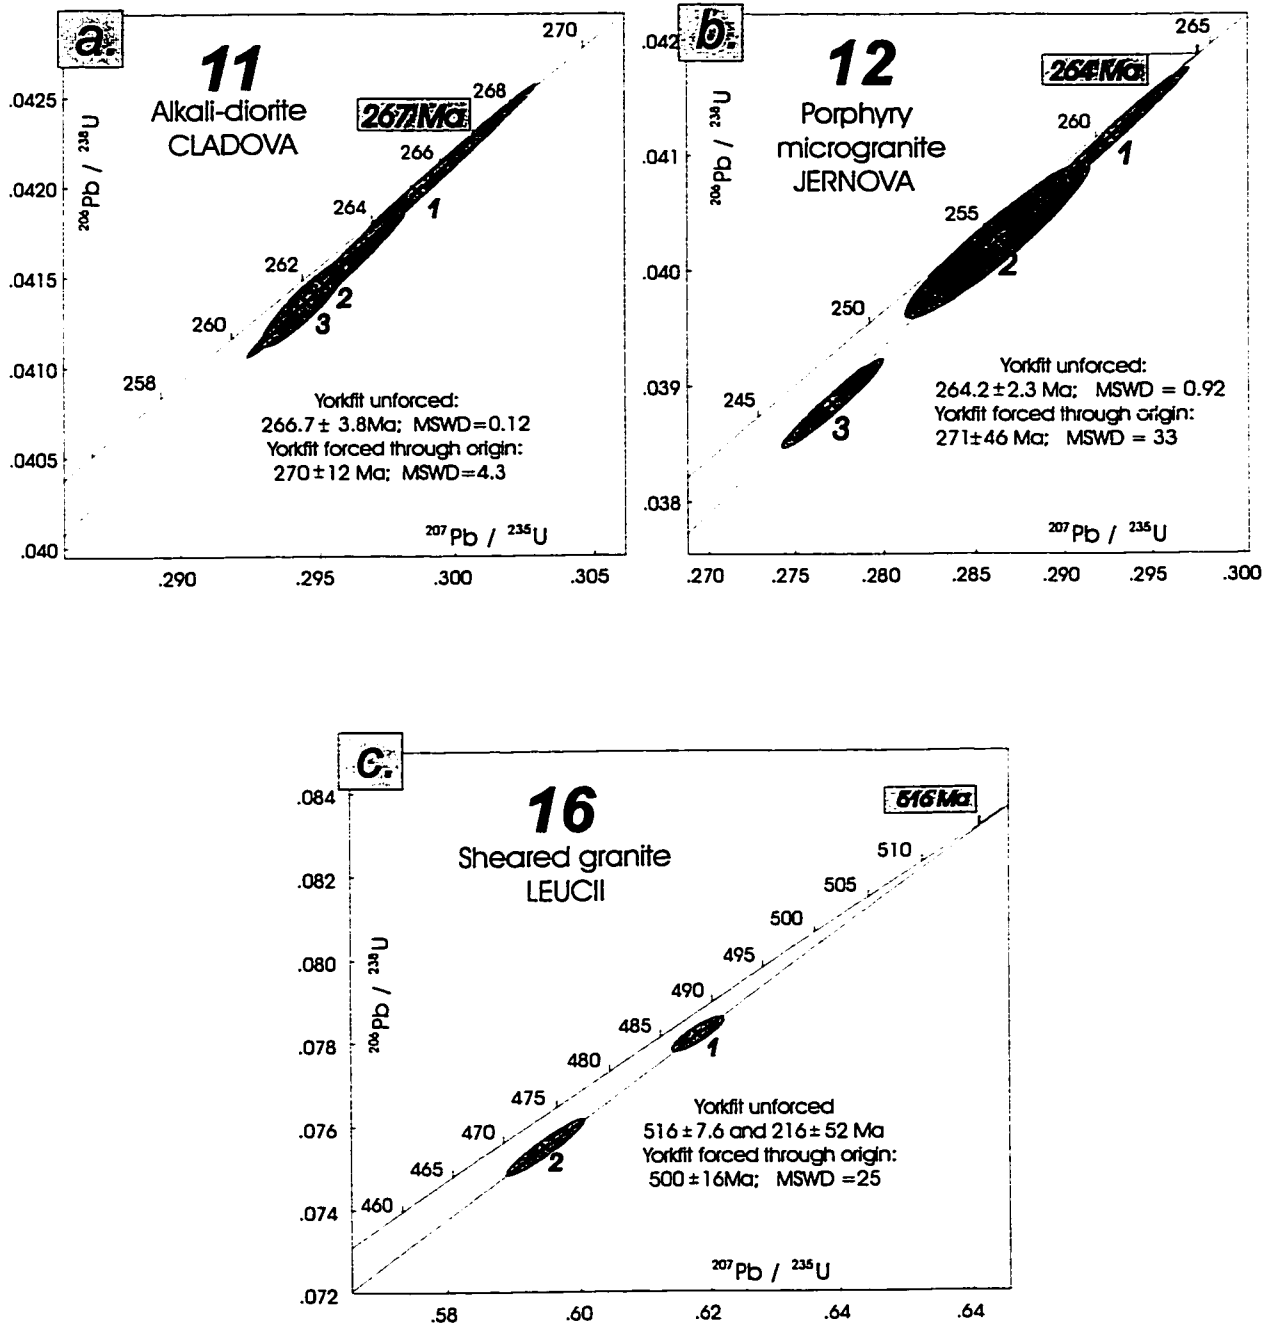 a.
11
Alkali-diorite
CLADOVA
267 Ma
270
268
266
264
262
260
258
1
2
3
.0425
.0420
.0415
.0410
.0405
.040
206Pb / 238U
Yorkfit unforced:
266.7± 3.8Ma; MSWD=0.12
Yorkfit forced through origin:
270±12 Ma; MSWD=4.3
207Pb / 235U
.290
.295
.300
.305
b.
12
Porphyry
microgranite
JERNOVA
264 Ma
265
260
255
250
245
1
2
3
.042
.041
.040
.039
.038
206Pb / 238U
Yorkfit unforced:
264.2±2.3 Ma; MSWD = 0.92
Yorkfit forced through origin:
271±46 Ma; MSWD = 33
207Pb / 235U
.270
.275
.280
.285
.290
.295
.300
c.
16
Sheared granite
LEUCII
516 Ma
510
505
500
495
490
485
480
475
470
465
460
1
2
.084
.082
.080
.078
.076
.074
.072
206Pb / 238U
Yorkfit unforced
516±7.6 and 216±52 Ma
Yorkfit forced through origin:
500±16Ma; MSWD =25
207Pb / 235U
.58
.60
.62
.64
.64